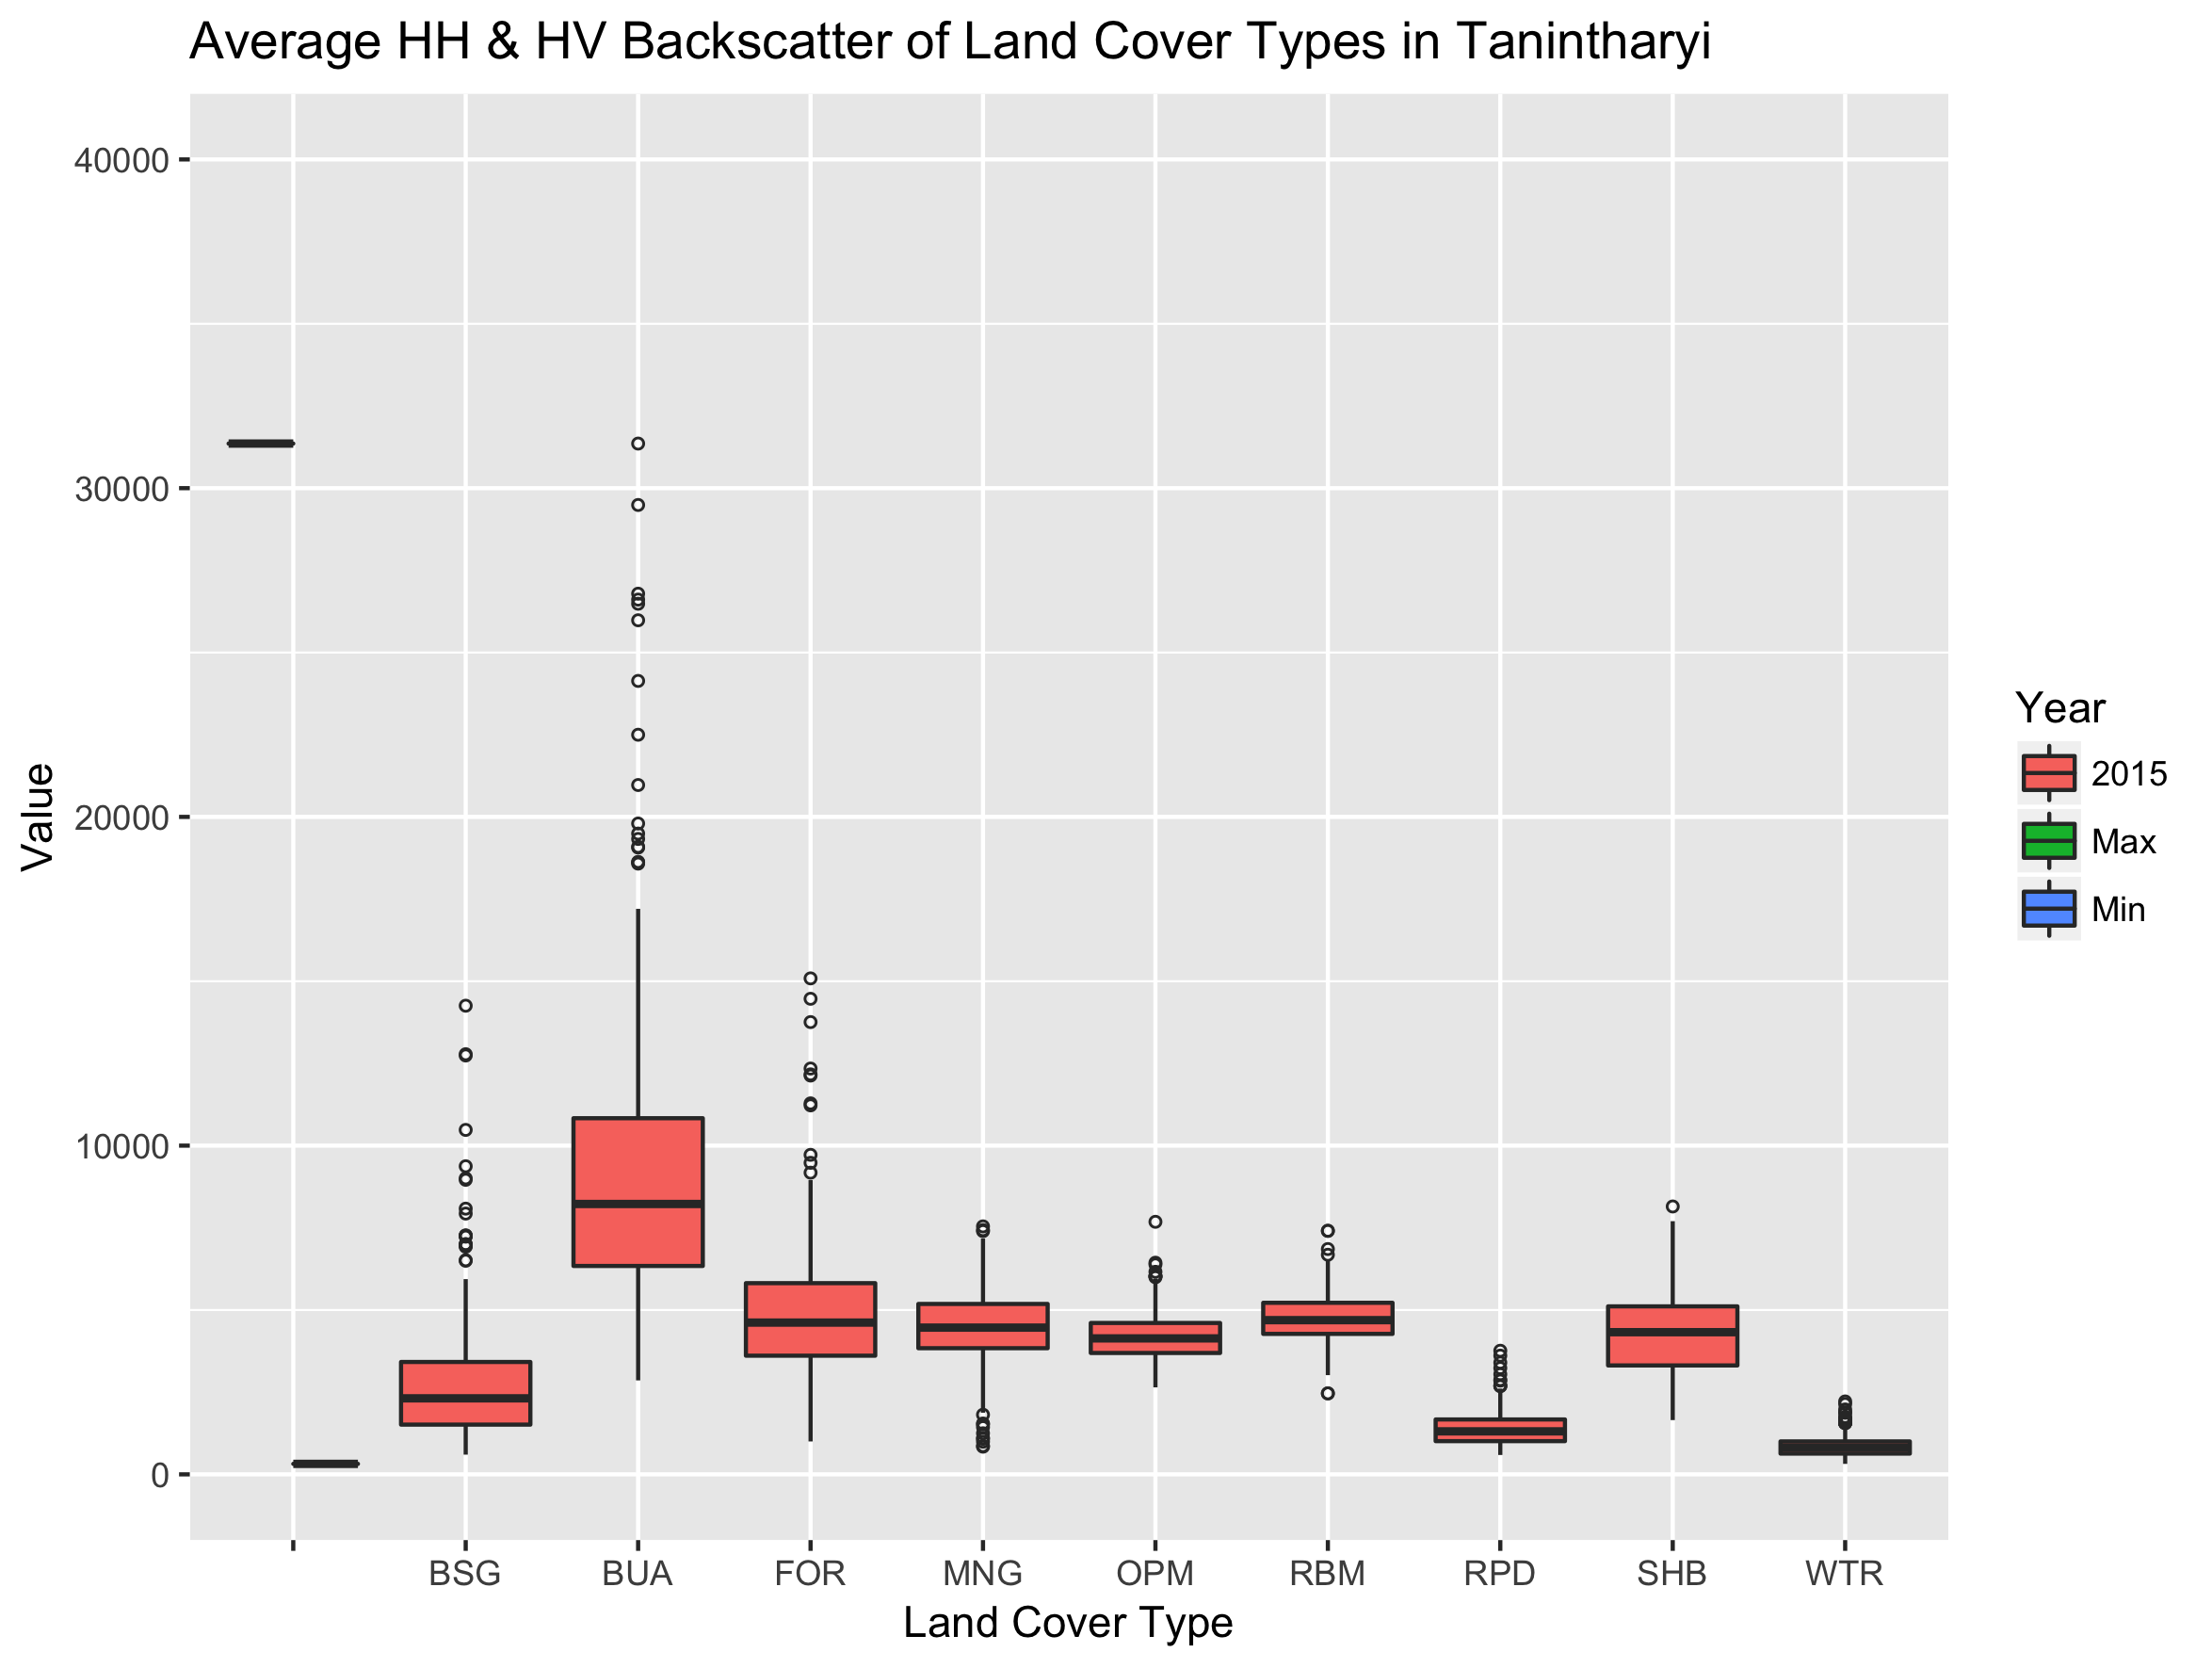 Average HH & HV Backscatter of Land Cover Types in Tanintharyi
40000
30000
20000
10000
0
Value
BSG BUA FOR MNG OPM RBM RPD SHB WTR
Land Cover Type
Year
2015
Max
Min